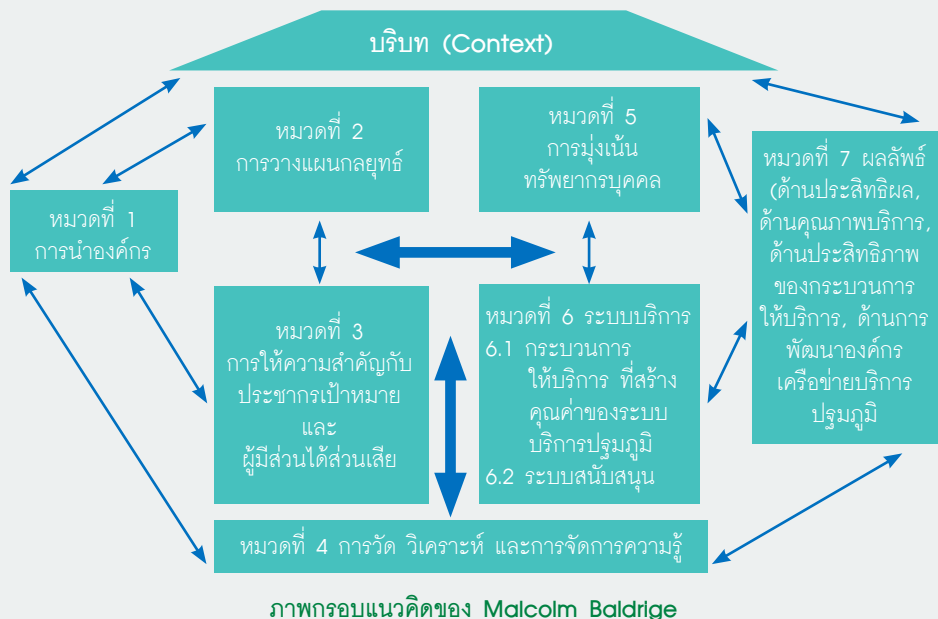 บริบท (Context)
หมวดที่ 1
การนำองค์กร
หมวดที่ 2
การวางแผนกลยุทธ์
หมวดที่ 5
การมุ่งเน้น
ทรัพยากรบุคคล
หมวดที่ 7 ผลลัพธ์
(ด้านประสิทธิผล,
ด้านคุณภาพบริการ,
ด้านประสิทธิภาพ
ของกระบวนการ
ให้บริการ, ด้านการ
พัฒนาองค์กร
เครือข่ายบริการ
ปฐมภูมิ
หมวดที่ 3
การให้ความสำคัญกับ
ประชากรเป้าหมาย
และ
ผู้มีส่วนได้ส่วนเสีย
หมวดที่ 6 ระบบบริการ
6.1 กระบวนการ
ให้บริการ ที่สร้าง
คุณค่าของระบบ
บริการปฐมภูมิ
6.2 ระบบสนับสนุน
หมวดที่ 4 การวัด วิเคราะห์ และการจัดการความรู้
ภาพกรอบแนวคิดของ Malcolm Baldrige